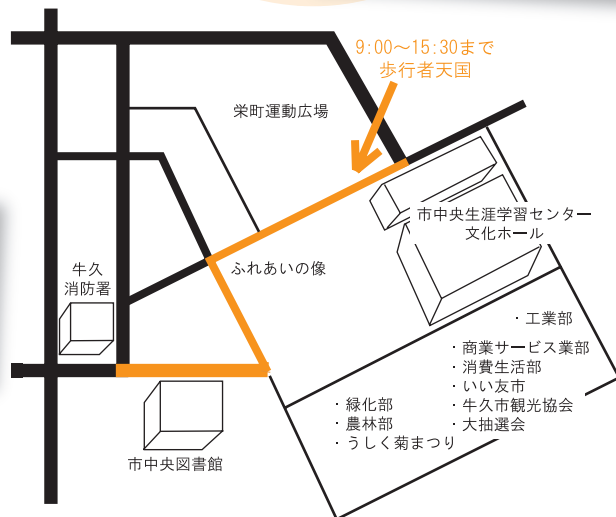 9:00～15:30まで
歩行者天国
栄町運動広場
市中央生涯学習センター
文化ホール
ふれあいの像
牛久
消防署
・工業部
・商業サービス業部
・消費生活部
・いい友市
・牛久市観光協会
・大抽選会
・緑化部
・農林部
・うしく菊まつり
市中央図書館